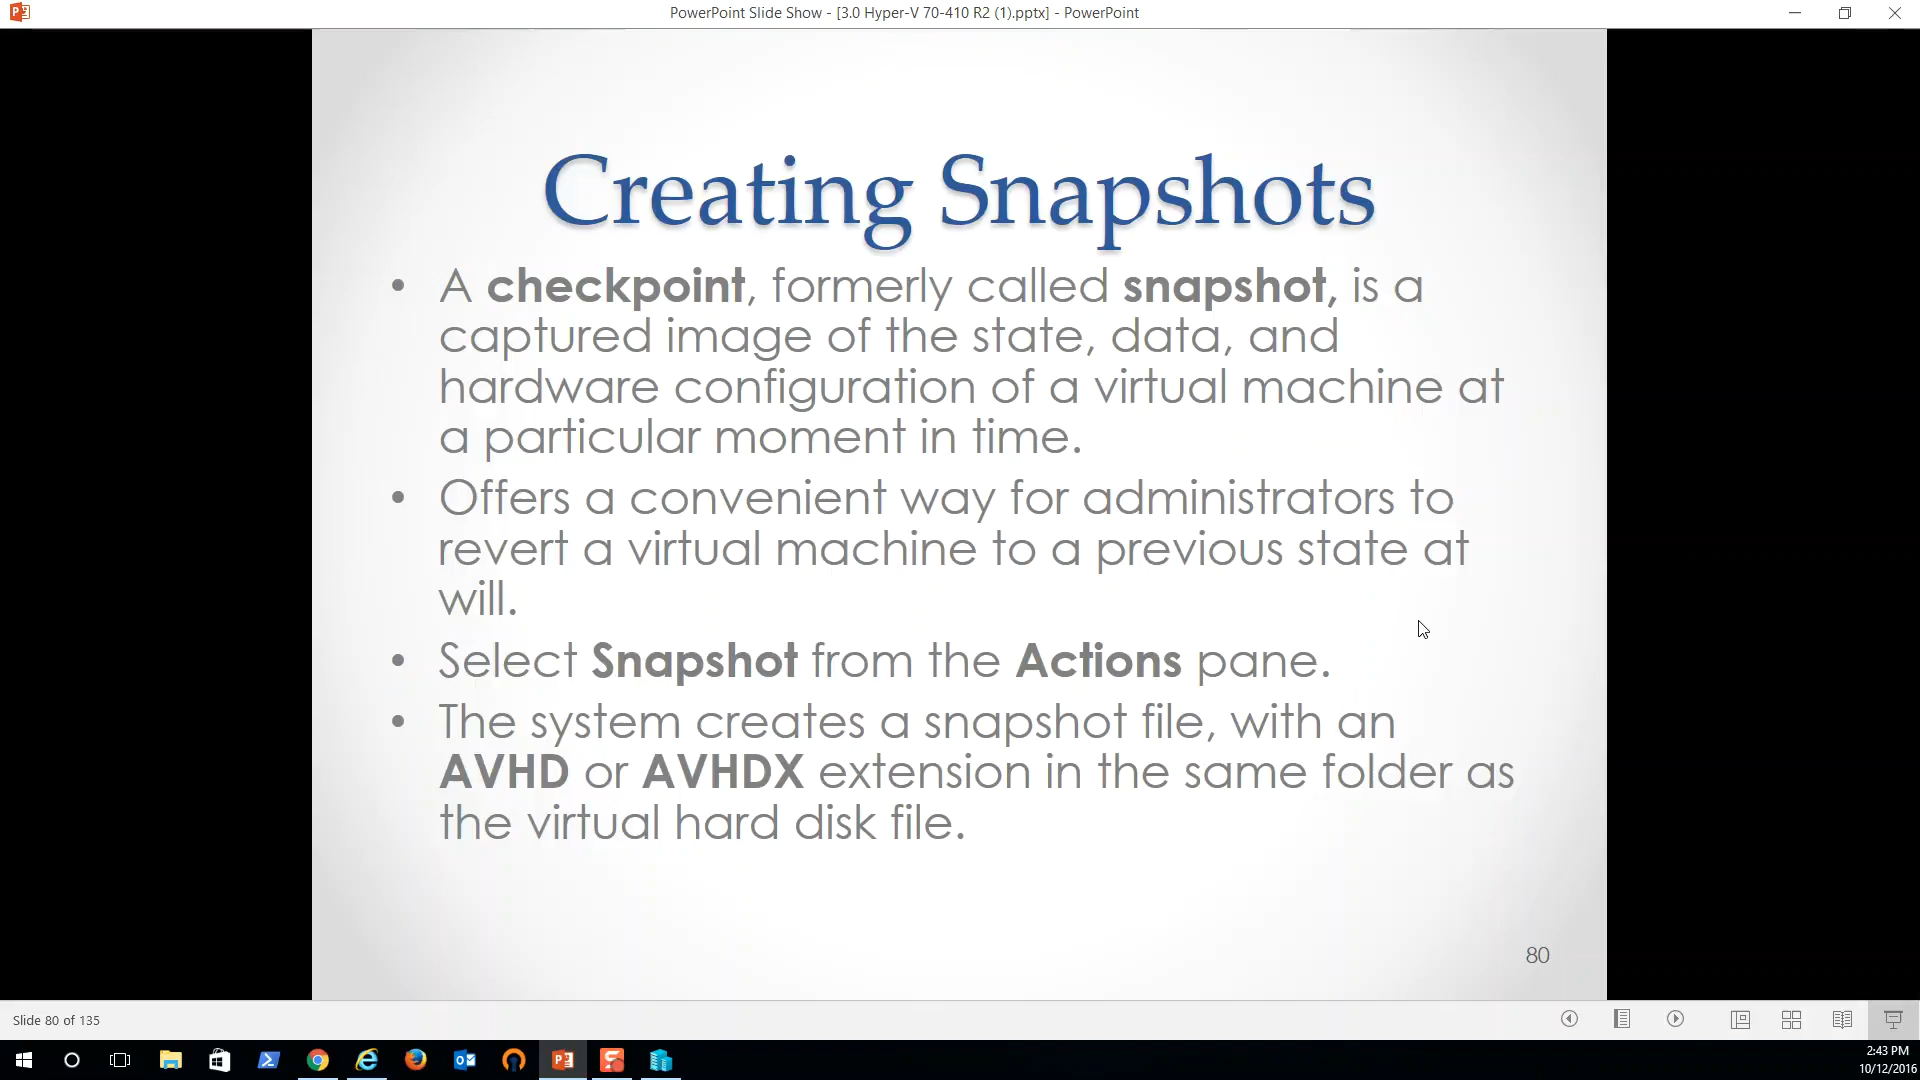 PowerPoint Slide Show - [3.0 Hyper-V 70-410 R2 (1).pptx] - PowerPoint
Creating Snapshots
• A checkpoint, formerly called snapshot, is a
captured image of the state, data, and
hardware configuration of a virtual machine at
a particular moment in time.
• Offers a convenient way for administrators to
revert a virtual machine to a previous state at
will.
• Select Snapshot from the Actions pane.
• The system creates a snapshot file, with an
AVHD or AVHDX extension in the same folder as
the virtual hard disk file.
80
Slide 80 of 135
2:43 PM
10/12/2016